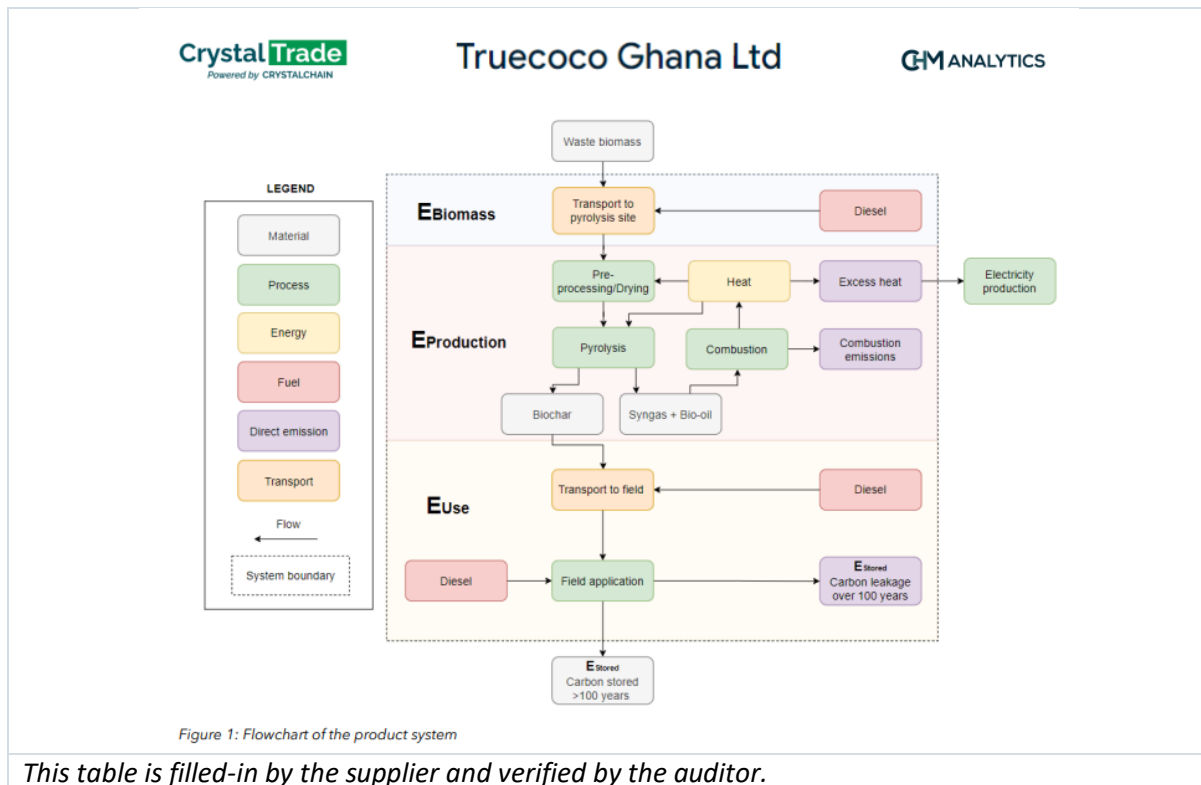 Crystal Trade
Powered by CRYSTALCHAIN
Truecoco Ghana Ltd
CHM ANALYTICS
Waste biomass
LEGEND
Material
Process
Energy
Fuel
Direct emission
Transport
Flow
System boundary
EBiomass
Transport to
pyrolysis site
Diesel
EProduction
Pre-
processing/Drying
Heat
Excess heat
Electricity
production
Pyrolysis
Combustion
Combustion
emissions
Biochar
Syngas + Bio-oil
EUse
Transport to field
Diesel
Diesel
Field application
EStored
Carbon leakage
over 100 years
EStored
Carbon stored
>100 years
Figure 1: Flowchart of the product system
This table is filled-in by the supplier and verified by the auditor.